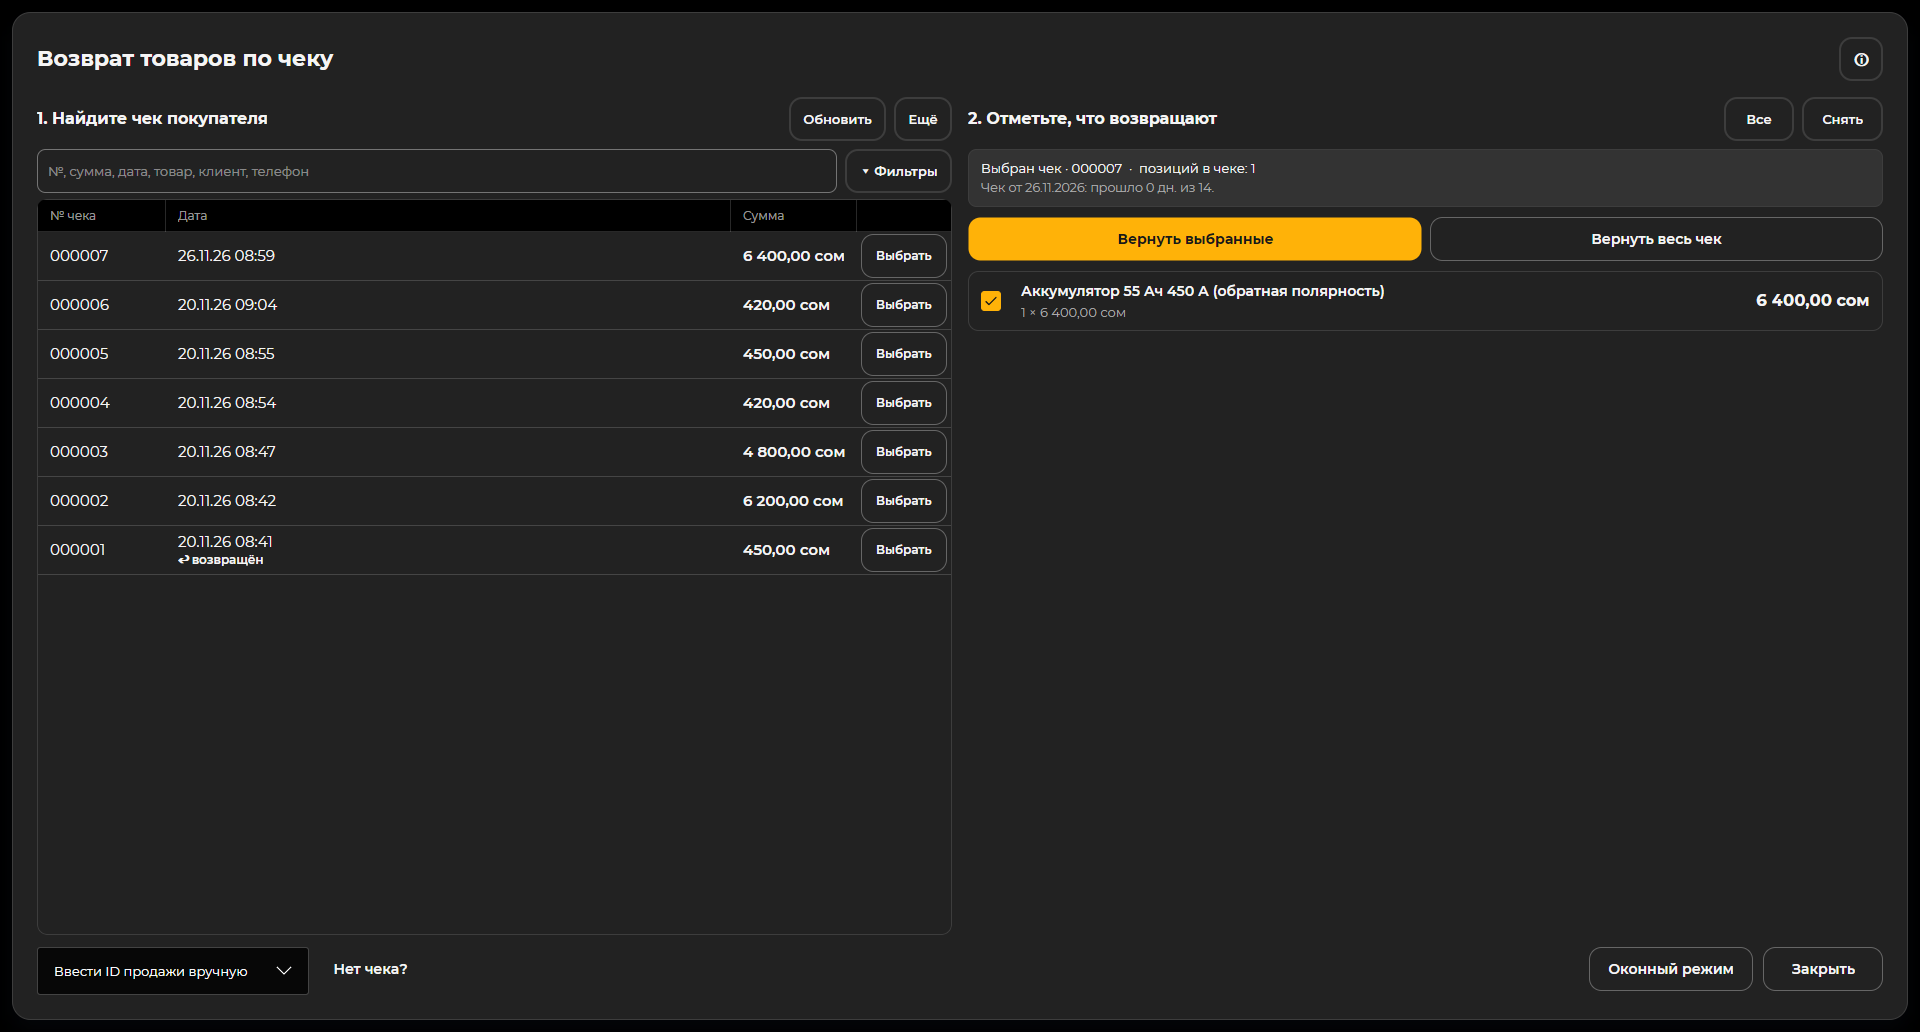 Возврат товаров по чеку
1. Найдите чек покупателя
Обновить
Ещё
№, сумма, дата, товар, клиент, телефон
▾ Фильтры
№ чека Дата Сумма
000007 26.11.26 08:59 6 400,00 сом Выбрать
000006 20.11.26 09:04 420,00 сом Выбрать
000005 20.11.26 08:55 450,00 сом Выбрать
000004 20.11.26 08:54 420,00 сом Выбрать
000003 20.11.26 08:47 4 800,00 сом Выбрать
000002 20.11.26 08:42 6 200,00 сом Выбрать
000001 20.11.26 08:41 450,00 сом Выбрать
↩ возвращён
Ввести ID продажи вручную
Нет чека?
2. Отметьте, что возвращают
Все
Снять
Выбран чек · 000007 · позиций в чеке: 1
Чек от 26.11.2026: прошло 0 дн. из 14.
Вернуть выбранные
Вернуть весь чек
Аккумулятор 55 Ач 450 А (обратная полярность)
1 × 6 400,00 сом
6 400,00 сом
Оконный режим
Закрыть